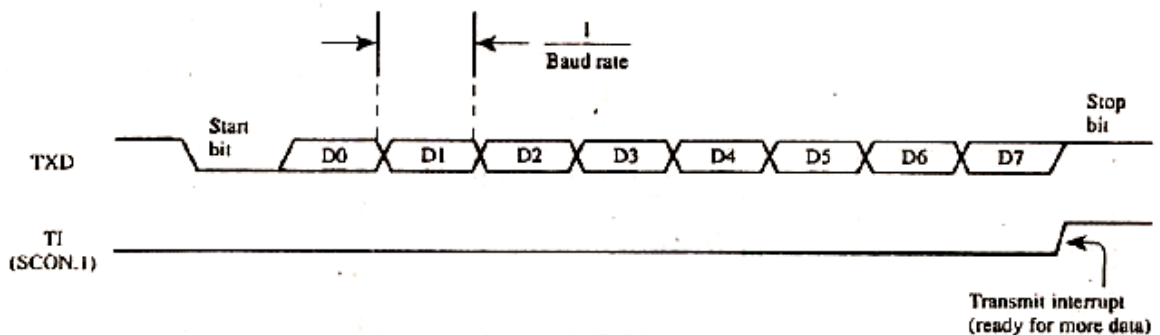 1
Baud rate
Start
bit
Stop
bit
TXD
D0 D1 D2 D3 D4 D5 D6 D7
TI
(SCON.1)
Transmit interrupt
(ready for more data)